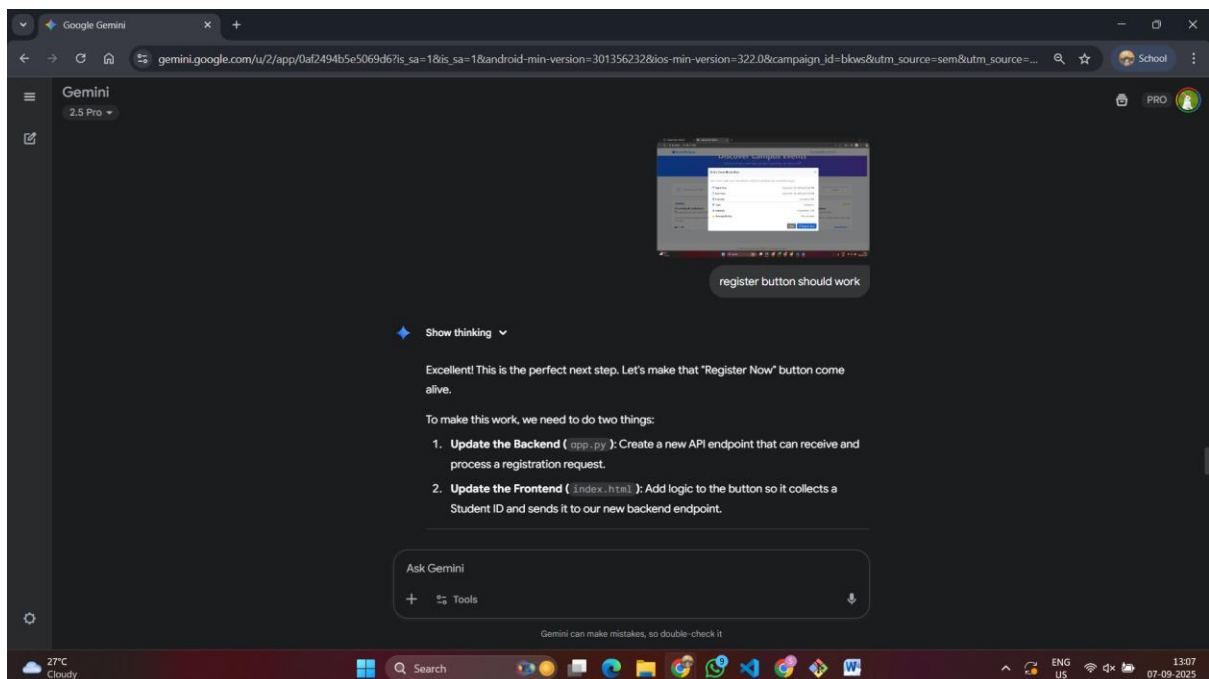 Google Gemini
gemini.google.com/u/2/app/0af2494b5e5069d6?is_sa=1&is_sa=1&android-min-version=301356232&ios-min-version=322.0&campaign_id=bkws&utm_source=sem&utm_source=...
School
Gemini
2.5 Pro
PRO
Discover Campus Events
register button should work
Show thinking
Excellent! This is the perfect next step. Let's make that "Register Now" button come
alive.
To make this work, we need to do two things:
1. Update the Backend ( app.py ): Create a new API endpoint that can receive and
process a registration request.
2. Update the Frontend ( index.html ): Add logic to the button so it collects a
Student ID and sends it to our new backend endpoint.
Ask Gemini
Tools
Gemini can make mistakes, so double-check it
27°C
Cloudy
Search
9
ENG
US
13:07
07-09-2025